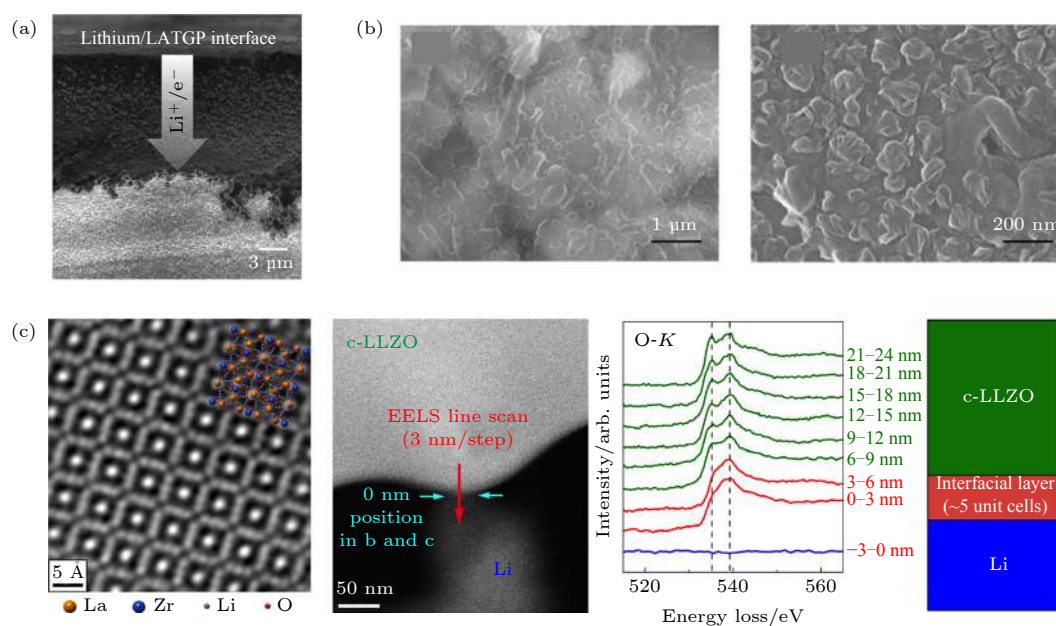 (a)
Lithium/LATGP interface
Li⁺/e⁻
3 µm
(b)
1 µm
200 nm
(c)
5 Å
La
Zr
Li
O
c-LLZO
EELS line scan
(3 nm/step)
0 nm
position
in b and c
Li
50 nm
O-K
Intensity/arb. units
21−24 nm
18−21 nm
15−18 nm
12−15 nm
9−12 nm
6−9 nm
3−6 nm
0−3 nm
−3−0 nm
520
540
560
Energy loss/eV
c-LLZO
Interfacial layer
(~5 unit cells)
Li